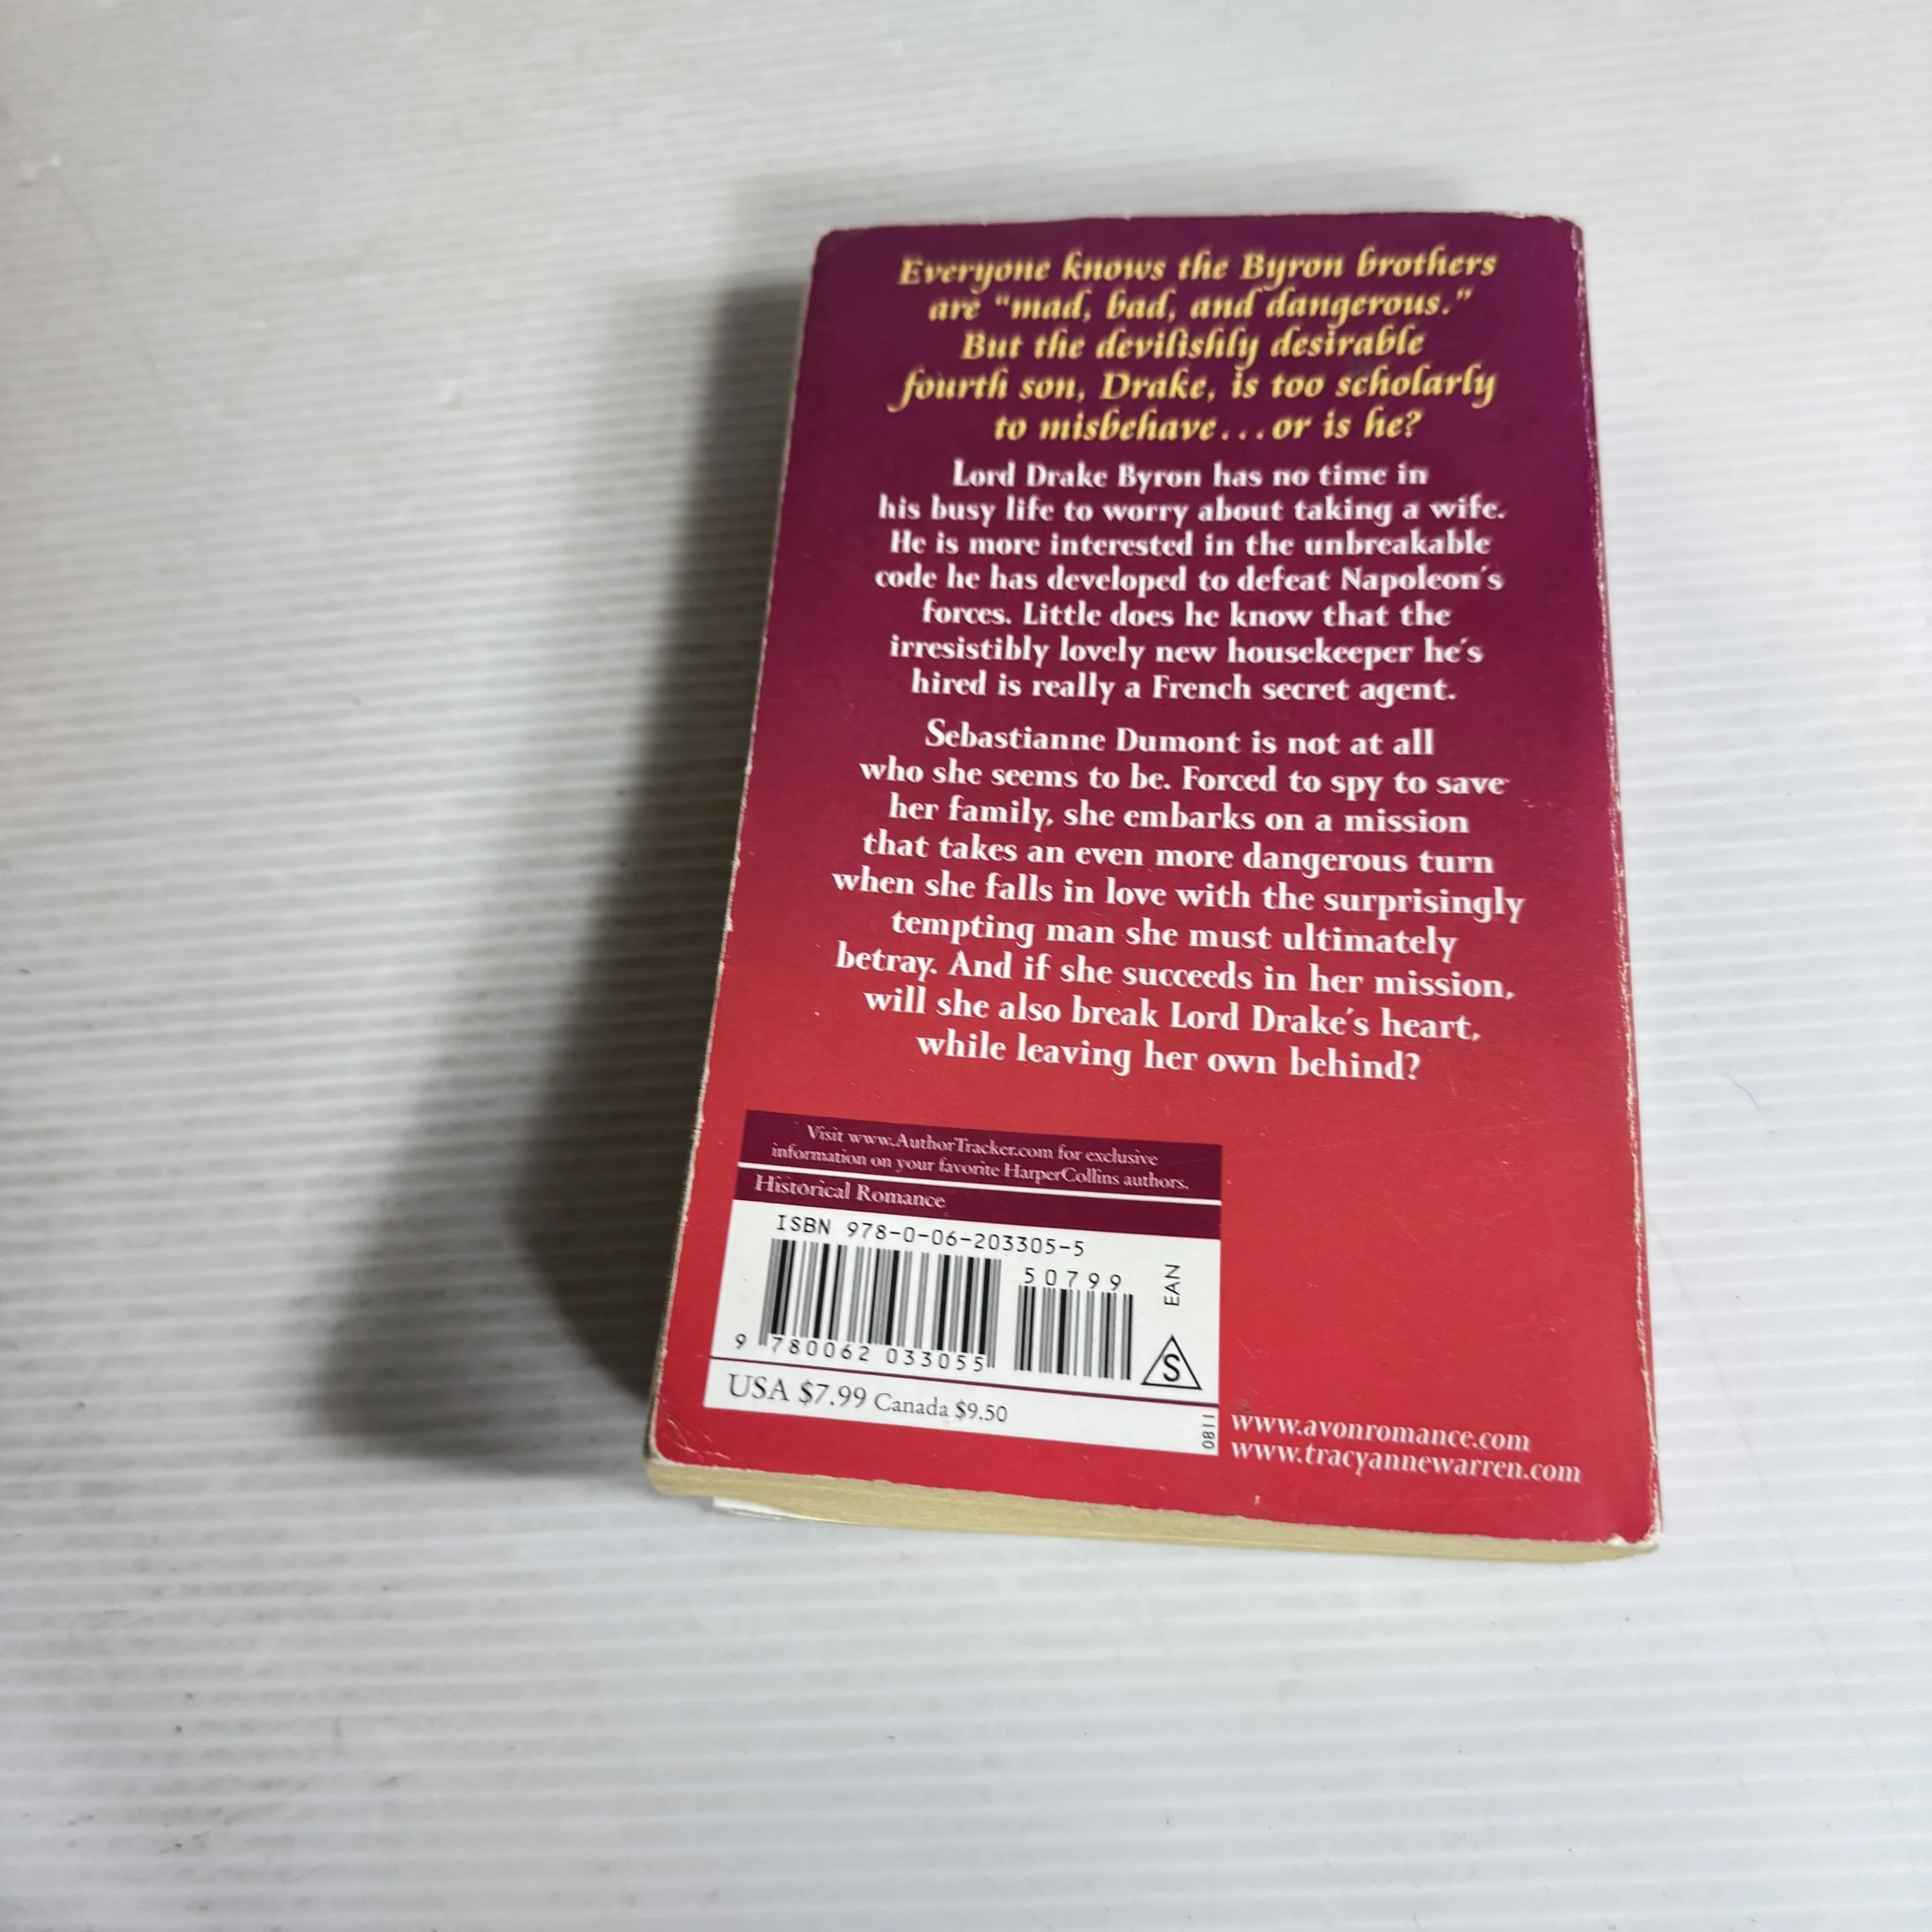 Everyone knows the Byron brothers
are "mad, bad, and dangerous."
But the devilishly desirable
fourth son, Drake, is too scholarly
to misbehave...or is he?
Lord Drake Byron has no time in
his busy life to worry about taking a wife.
He is more interested in the unbreakable
code he has developed to defeat Napoleon's
forces. Little does he know that the
irresistibly lovely new housekeeper he's
hired is really a French secret agent.
Sebastianne Dumont is not at all
who she seems to be. Forced to spy to save
her family, she embarks on a mission
that takes an even more dangerous turn
when she falls in love with the surprisingly
tempting man she must ultimately
betray. And if she succeeds in her mission,
will she also break Lord Drake's heart,
while leaving her own behind?
Visit www.AuthorTracker.com for exclusive
information on your favorite HarperCollins authors.
Historical Romance
ISBN 978-0-06-203305-5
50799
EAN
9 780062 033055
S
USA $7.99 Canada $9.50
0811
www.avonromance.com
www.tracyannewarren.com